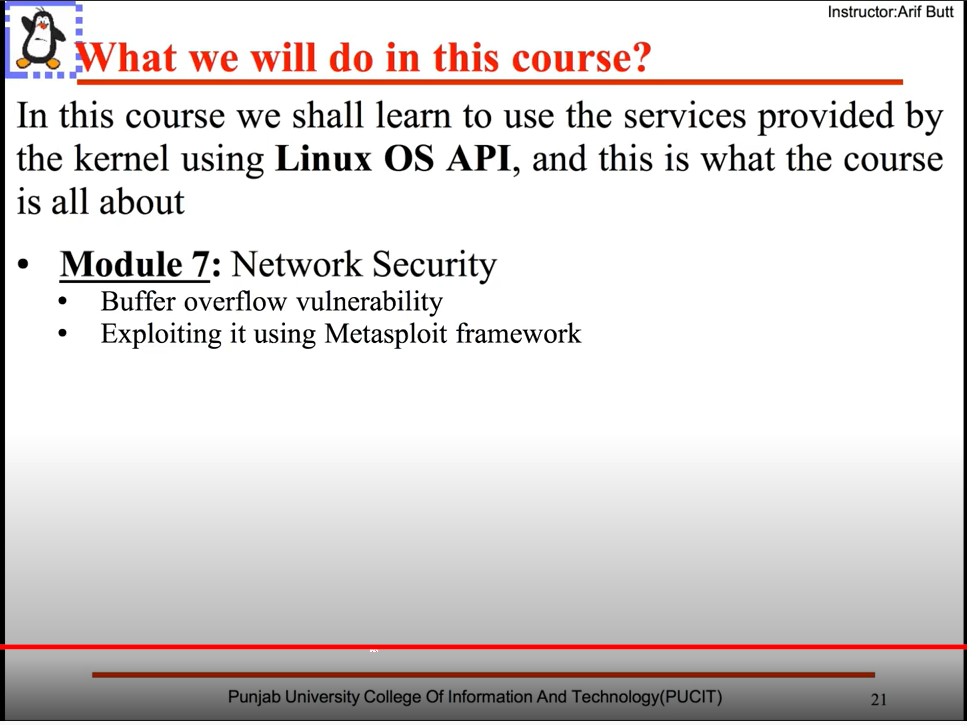 Instructor:Arif Butt
What we will do in this course?
In this course we shall learn to use the services provided by
the kernel using Linux OS API, and this is what the course
is all about
• Module 7: Network Security
• Buffer overflow vulnerability
• Exploiting it using Metasploit framework
Punjab University College Of Information And Technology(PUCIT)
21